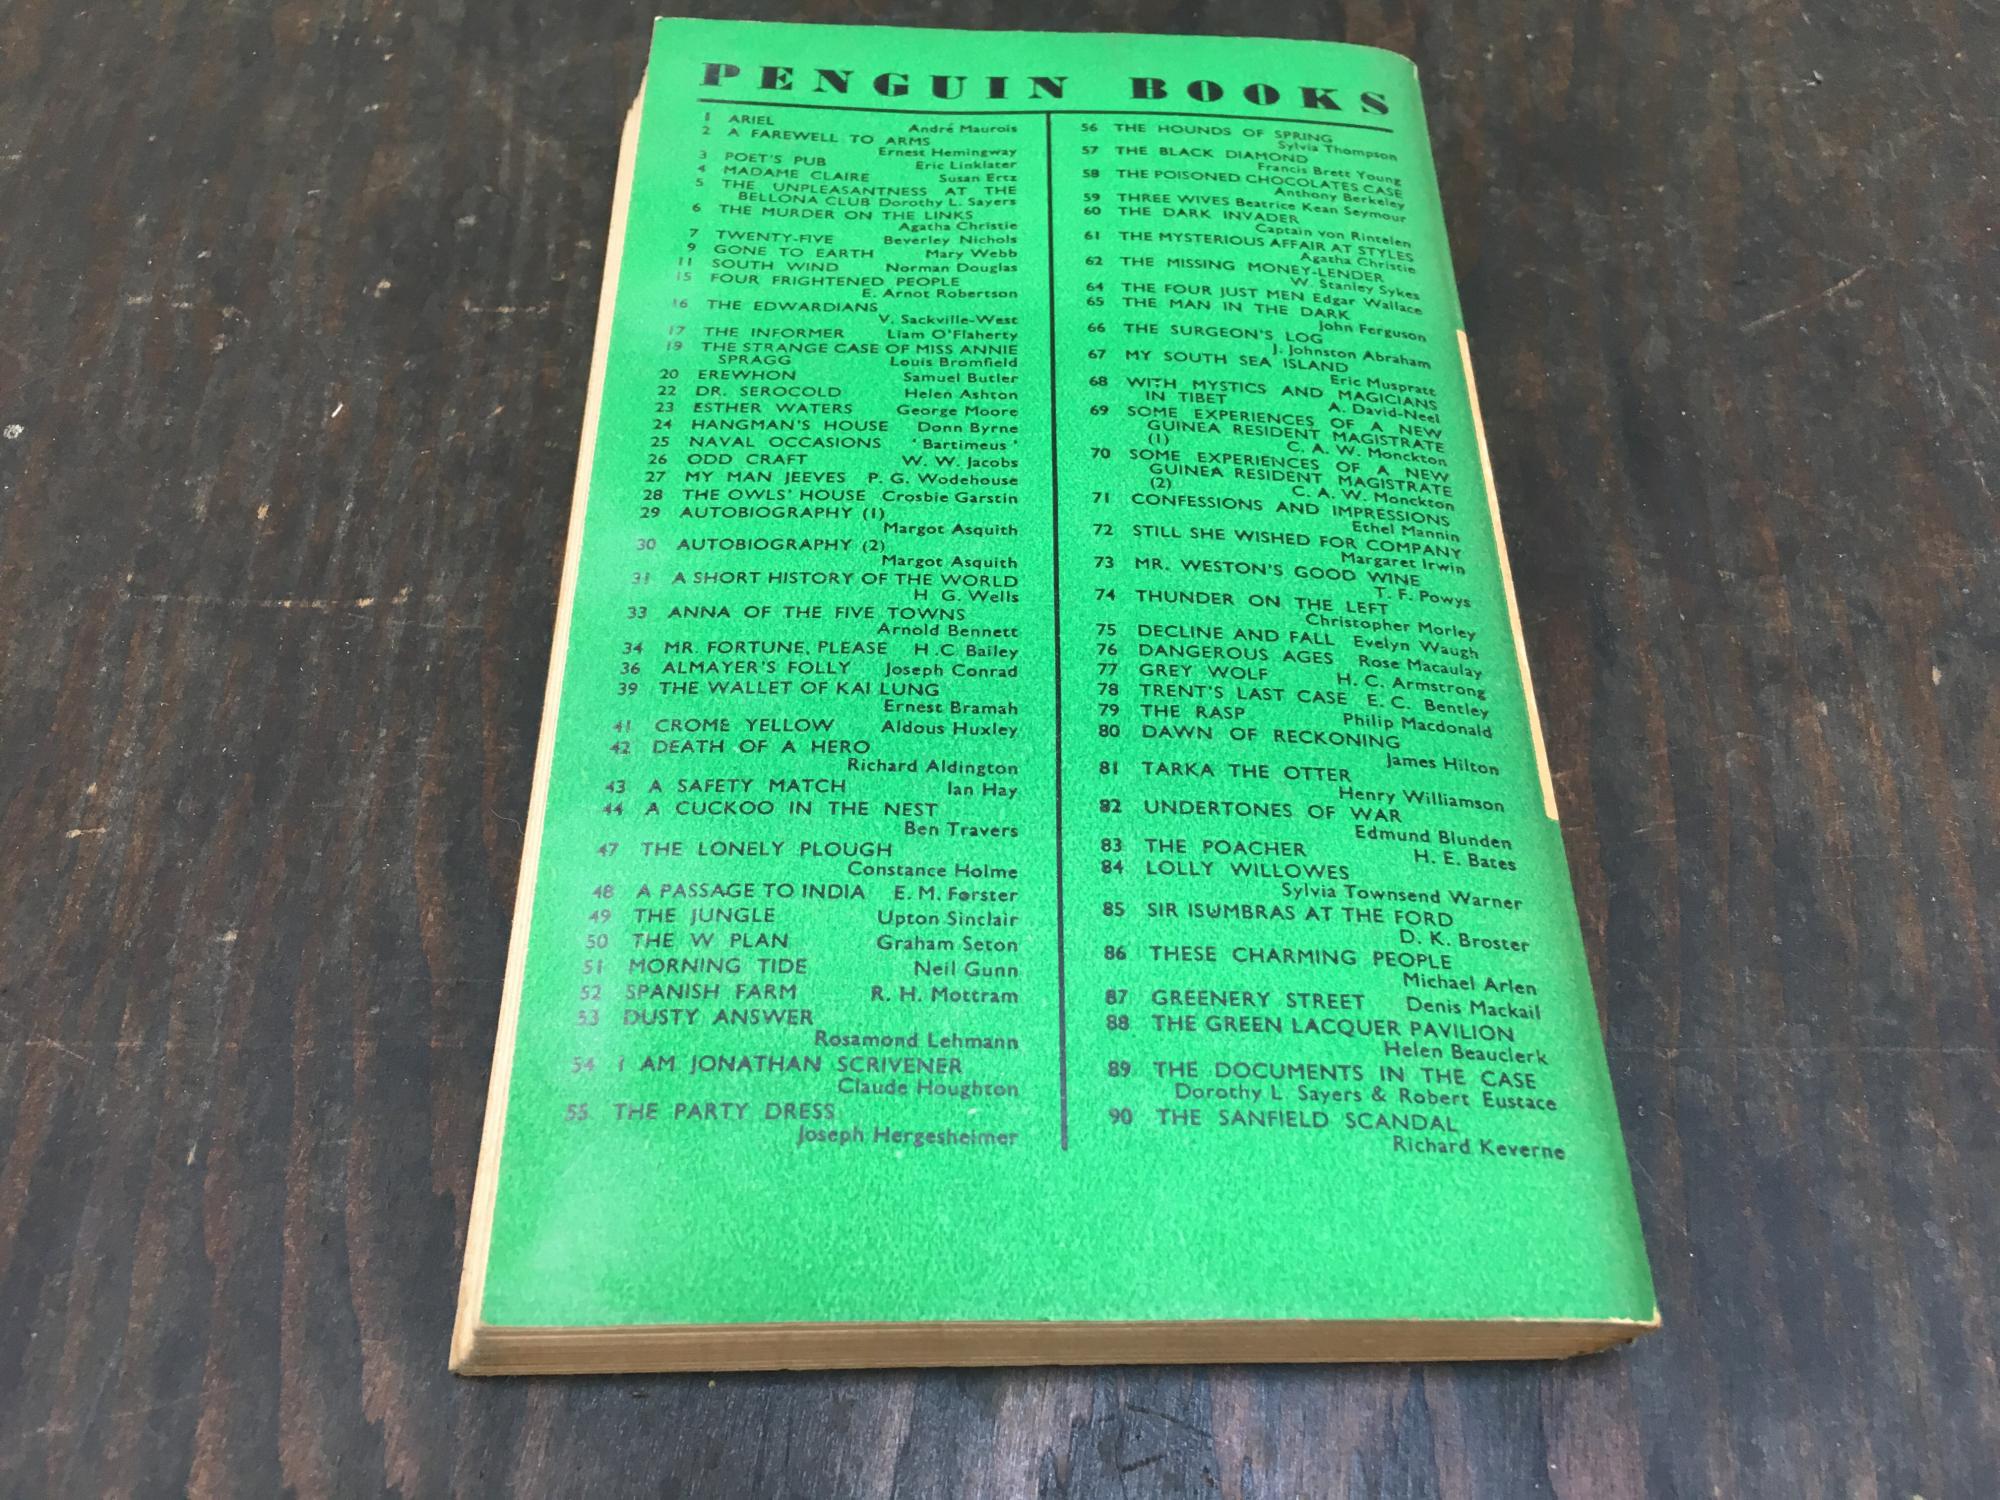 PENGUIN BOOKS
1 ARIEL André Maurois
2 A FAREWELL TO ARMS
Ernest Hemingway
3 POET'S PUB Eric Linklater
4 MADAME CLAIRE Susan Ertz
5 THE UNPLEASANTNESS AT THE
BELLONA CLUB Dorothy L. Sayers
6 THE MURDER ON THE LINKS
Agatha Christie
7 TWENTY-FIVE Beverley Nichols
9 GONE TO EARTH Mary Webb
11 SOUTH WIND Norman Douglas
15 FOUR FRIGHTENED PEOPLE
E. Arnot Robertson
16 THE EDWARDIANS
V. Sackville-West
17 THE INFORMER Liam O'Flaherty
19 THE STRANGE CASE OF MISS ANNIE
SPRAGG Louis Bromfield
20 EREWHON Samuel Butler
22 DR. SEROCOLD Helen Ashton
23 ESTHER WATERS George Moore
24 HANGMAN'S HOUSE Donn Byrne
25 NAVAL OCCASIONS 'Bartimeus'
26 ODD CRAFT W. W. Jacobs
27 MY MAN JEEVES P. G. Wodehouse
28 THE OWLS' HOUSE Crosbie Garstin
29 AUTOBIOGRAPHY (1)
Margot Asquith
30 AUTOBIOGRAPHY (2)
Margot Asquith
31 A SHORT HISTORY OF THE WORLD
H G. Wells
33 ANNA OF THE FIVE TOWNS
Arnold Bennett
34 MR. FORTUNE, PLEASE H. C Bailey
36 ALMAYER'S FOLLY Joseph Conrad
39 THE WALLET OF KAI LUNG
Ernest Bramah
41 CROME YELLOW Aldous Huxley
42 DEATH OF A HERO
Richard Aldington
43 A SAFETY MATCH Ian Hay
44 A CUCKOO IN THE NEST
Ben Travers
47 THE LONELY PLOUGH
Constance Holme
48 A PASSAGE TO INDIA E. M. Forster
49 THE JUNGLE Upton Sinclair
50 THE W PLAN Graham Seton
51 MORNING TIDE Neil Gunn
52 SPANISH FARM R. H. Mottram
53 DUSTY ANSWER
Rosamond Lehmann
54 I AM JONATHAN SCRIVENER
Claude Houghton
55 THE PARTY DRESS
Joseph Hergesheimer
56 THE HOUNDS OF SPRING
Sylvia Thompson
57 THE BLACK DIAMOND
Francis Brett Young
58 THE POISONED CHOCOLATES CASE
Anthony Berkeley
59 THREE WIVES Beatrice Kean Seymour
60 THE DARK INVADER
Captain von Rintelen
61 THE MYSTERIOUS AFFAIR AT STYLES
Agatha Christie
62 THE MISSING MONEY-LENDER
W. Stanley Sykes
64 THE FOUR JUST MEN Edgar Wallace
65 THE MAN IN THE DARK
John Ferguson
66 THE SURGEON'S LOG
J. Johnston Abraham
67 MY SOUTH SEA ISLAND
Eric Muspratt
68 WITH MYSTICS AND MAGICIANS
IN TIBET A. David-Neel
69 SOME EXPERIENCES OF A NEW
GUINEA RESIDENT MAGISTRATE
(1) C. A. W. Monckton
70 SOME EXPERIENCES OF A NEW
GUINEA RESIDENT MAGISTRATE
(2) C. A. W. Monckton
71 CONFESSIONS AND IMPRESSIONS
Ethel Mannin
72 STILL SHE WISHED FOR COMPANY
Margaret Irwin
73 MR. WESTON'S GOOD WINE
T. F. Powys
74 THUNDER ON THE LEFT
Christopher Morley
75 DECLINE AND FALL Evelyn Waugh
76 DANGEROUS AGES Rose Macaulay
77 GREY WOLF H. C. Armstrong
78 TRENT'S LAST CASE E. C. Bentley
79 THE RASP Philip Macdonald
80 DAWN OF RECKONING
James Hilton
81 TARKA THE OTTER
Henry Williamson
82 UNDERTONES OF WAR
Edmund Blunden
83 THE POACHER H. E. Bates
84 LOLLY WILLOWES
Sylvia Townsend Warner
85 SIR ISUMBRAS AT THE FORD
D. K. Broster
86 THESE CHARMING PEOPLE
Michael Arlen
87 GREENERY STREET Denis Mackail
88 THE GREEN LACQUER PAVILION
Helen Beauclerk
89 THE DOCUMENTS IN THE CASE
Dorothy L. Sayers & Robert Eustace
90 THE SANFIELD SCANDAL
Richard Keverne